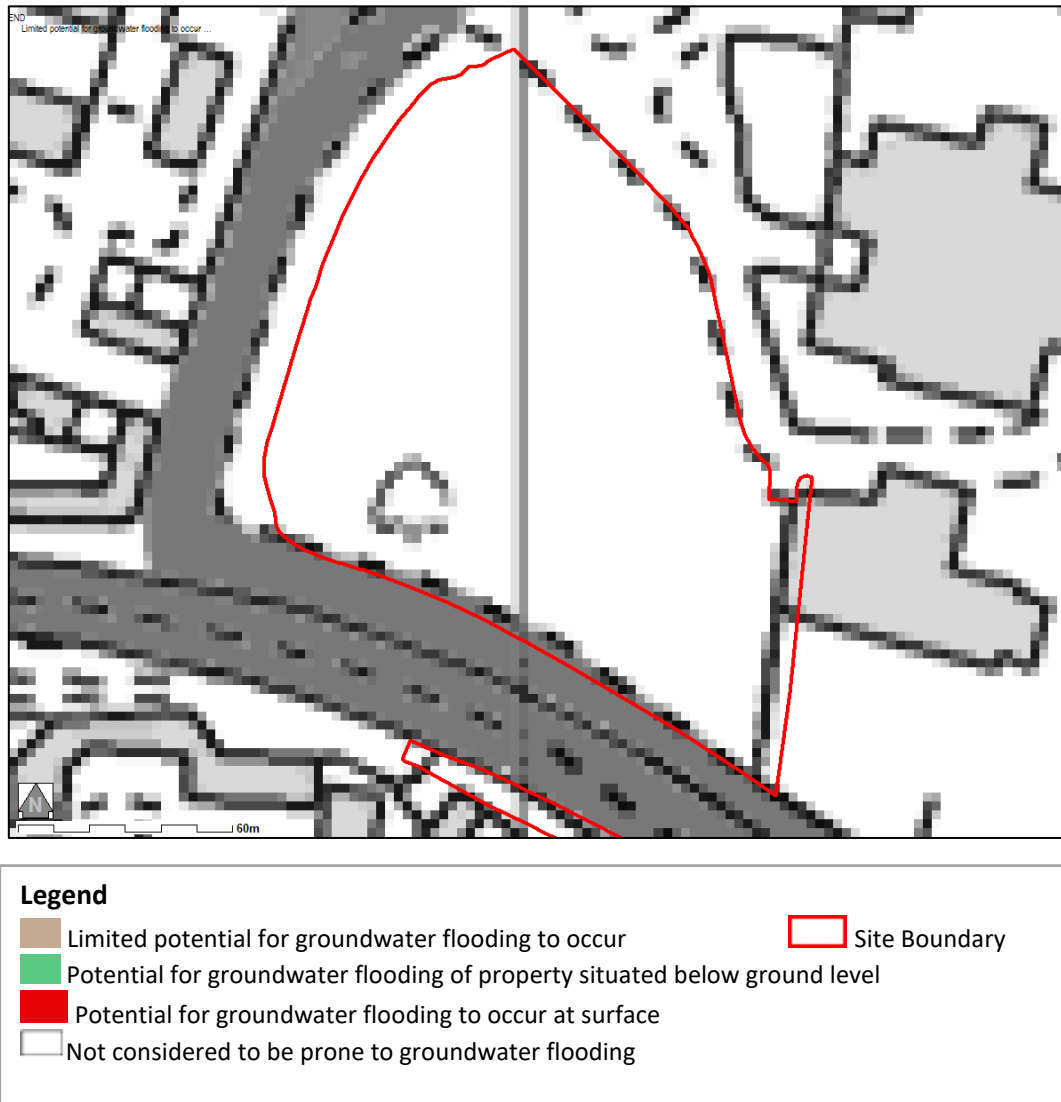 END
Limited potential for groundwater flooding to occur ...
N
60m
Legend
Limited potential for groundwater flooding to occur
Site Boundary
Potential for groundwater flooding of property situated below ground level
Potential for groundwater flooding to occur at surface
Not considered to be prone to groundwater flooding